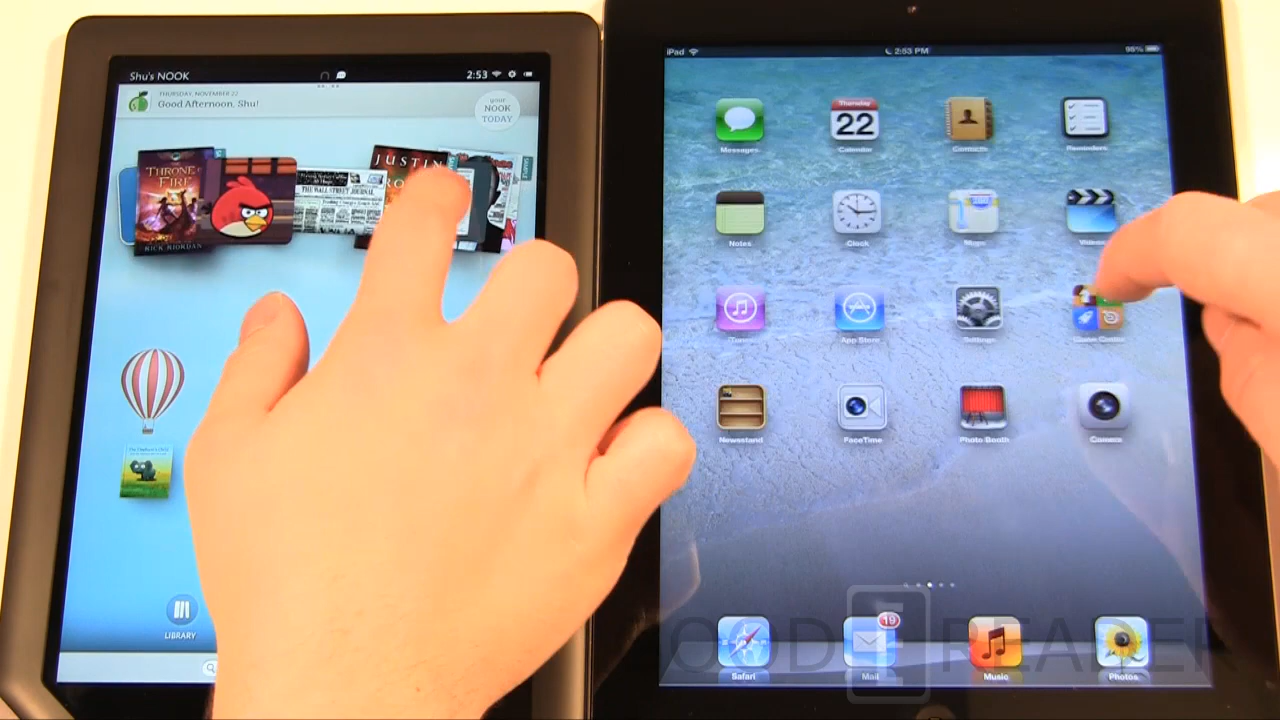 Shu's NOOK
2:53
THURSDAY, NOVEMBER 22
Good Afternoon, Shu!
your
NOOK
TODAY
THRONE
FIRE
RICK RIORDAN
THE WALL STREET JOURNAL
JUSTIN
LIBRARY
iPad
2:53 PM
95%
Messages
Thursday
22
Calendar
Contacts
Reminders
Notes
Clock
Maps
Videos
iTunes
App Store
Settings
Game Center
Newsstand
FaceTime
Photo Booth
Camera
19
Safari
Mail
Music
Photos
OOD READER